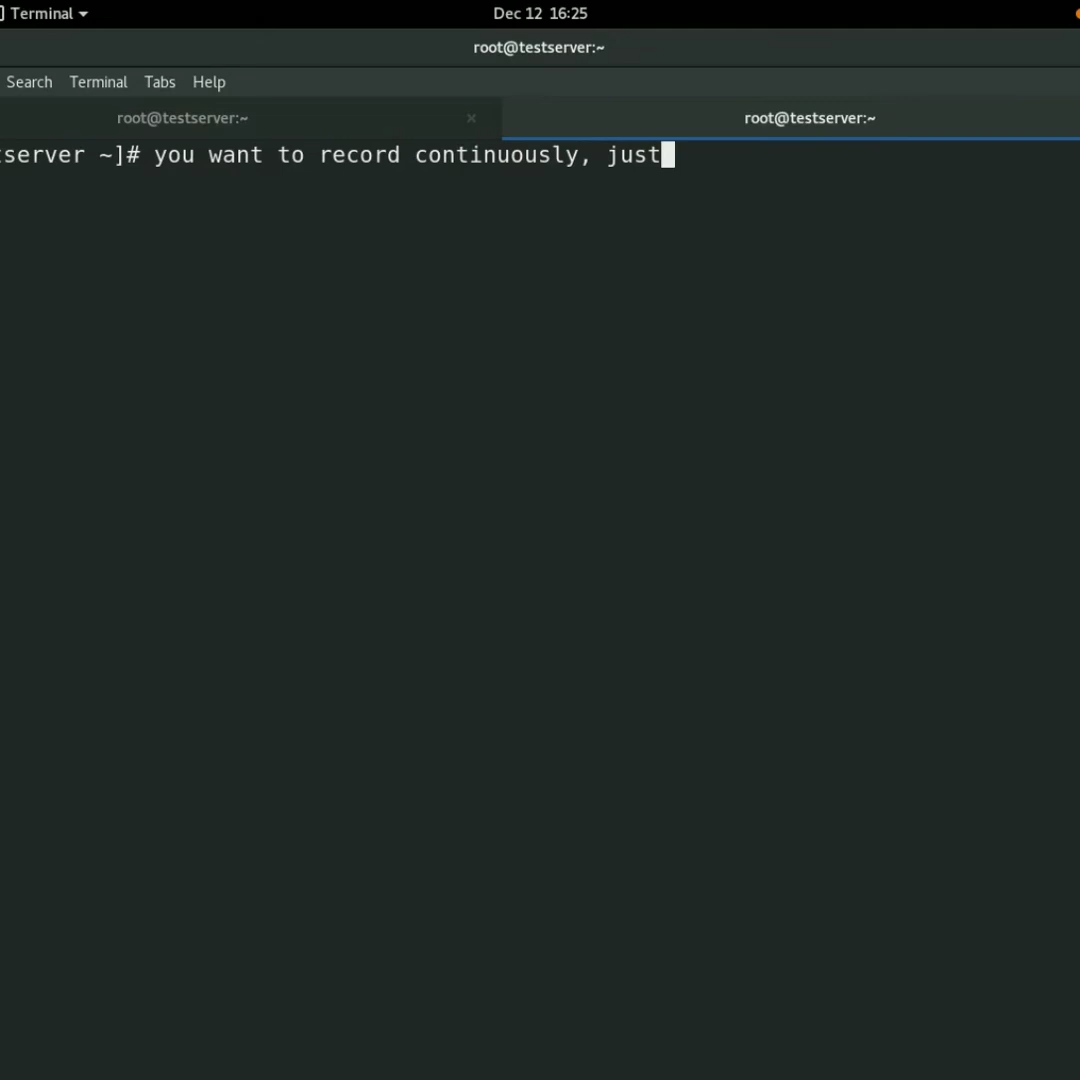 Terminal
Dec 12 16:25
root@testserver:~
Search Terminal Tabs Help
root@testserver:~ × root@testserver:~
tserver ~]# you want to record continuously, just